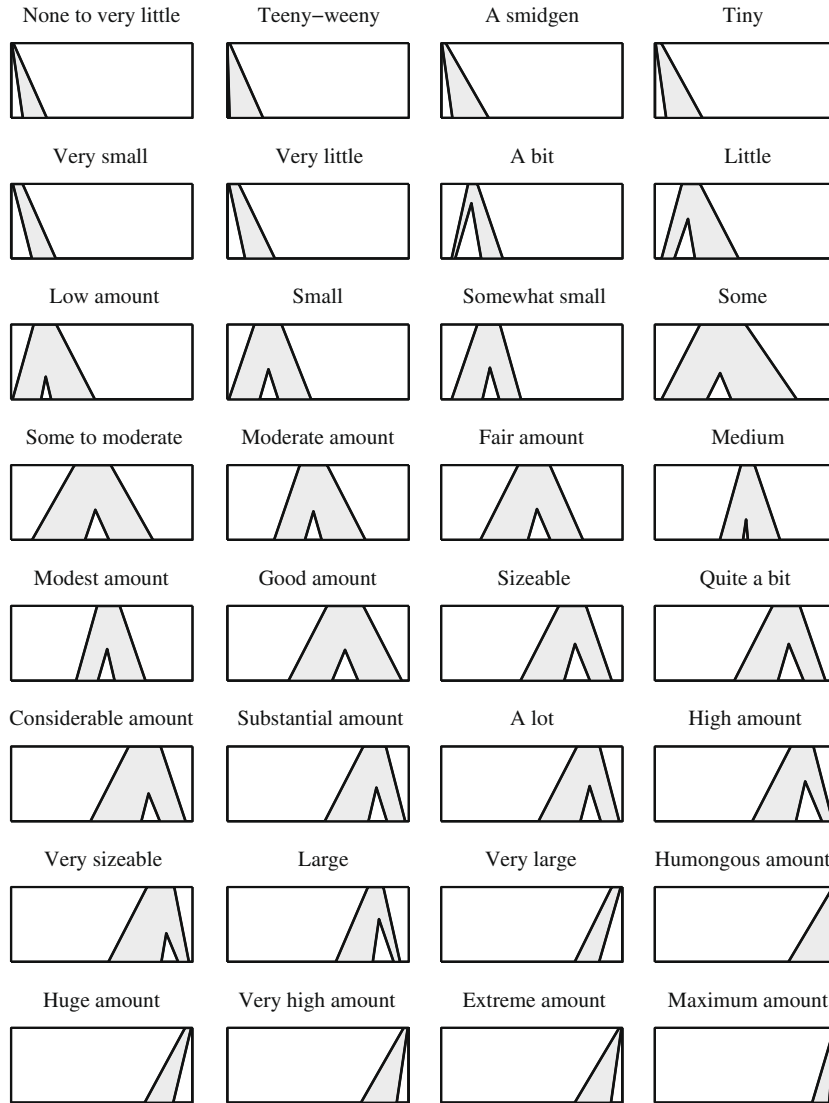 None to very little Teeny−weeny A smidgen Tiny
Very small Very little A bit Little
Low amount Small Somewhat small Some
Some to moderate Moderate amount Fair amount Medium
Modest amount Good amount Sizeable Quite a bit
Considerable amount Substantial amount A lot High amount
Very sizeable Large Very large Humongous amount
Huge amount Very high amount Extreme amount Maximum amount